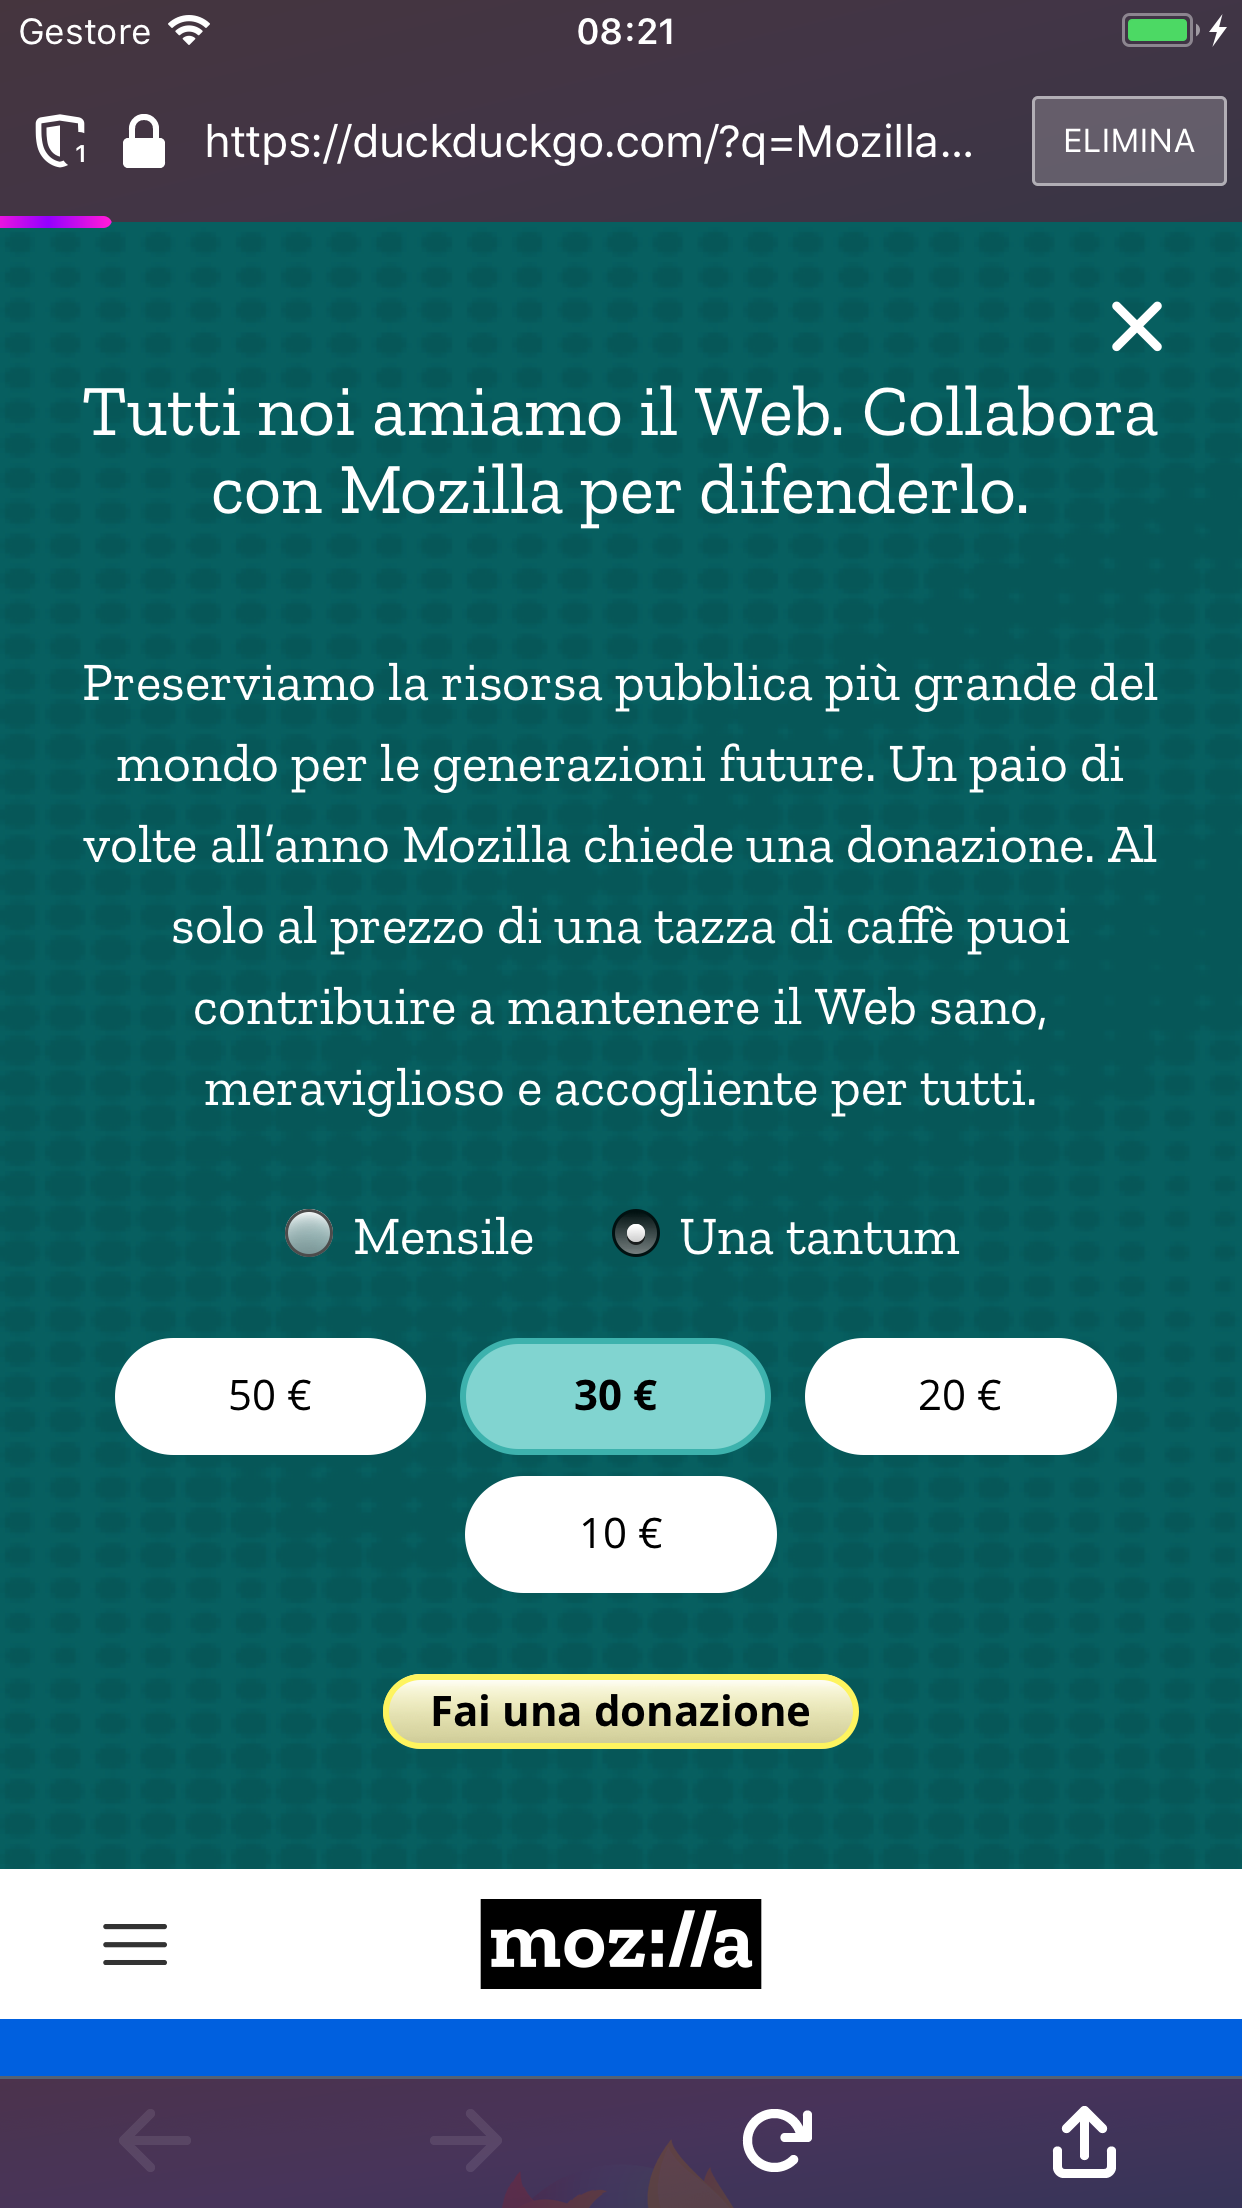 Gestore 08:21
1 https://duckduckgo.com/?q=Mozilla... ELIMINA
Tutti noi amiamo il Web. Collabora
con Mozilla per difenderlo.
Preserviamo la risorsa pubblica più grande del
mondo per le generazioni future. Un paio di
volte all’anno Mozilla chiede una donazione. Al
solo al prezzo di una tazza di caffè puoi
contribuire a mantenere il Web sano,
meraviglioso e accogliente per tutti.
Mensile Una tantum
50 € 30 € 20 €
10 €
Fai una donazione
moz://a